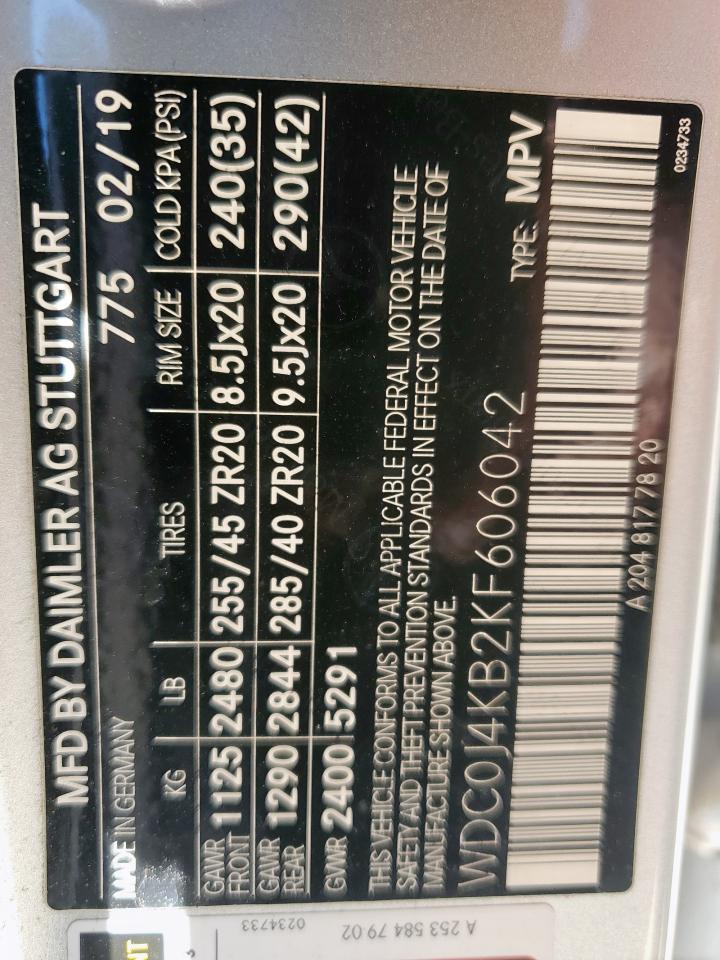 MFD BY DAIMLER AG STUTTGART
MADE IN GERMANY 775 02/19
KG LB TIRES RIM SIZE COLD KPA(PSI)
GAWR FRONT 1125 2480 255/45 ZR20 8.5Jx20 240(35)
GAWR REAR 1290 2844 285/40 ZR20 9.5Jx20 290(42)
GVWR 2400 5291
THIS VEHICLE CONFORMS TO ALL APPLICABLE FEDERAL MOTOR VEHICLE
SAFETY AND THEFT PREVENTION STANDARDS IN EFFECT ON THE DATE OF
MANUFACTURE SHOWN ABOVE.
WDC0J4KB2KF606042 TYPE: MPV
A 204 817 78 20
0234733
A 253 584 79 02
0234733